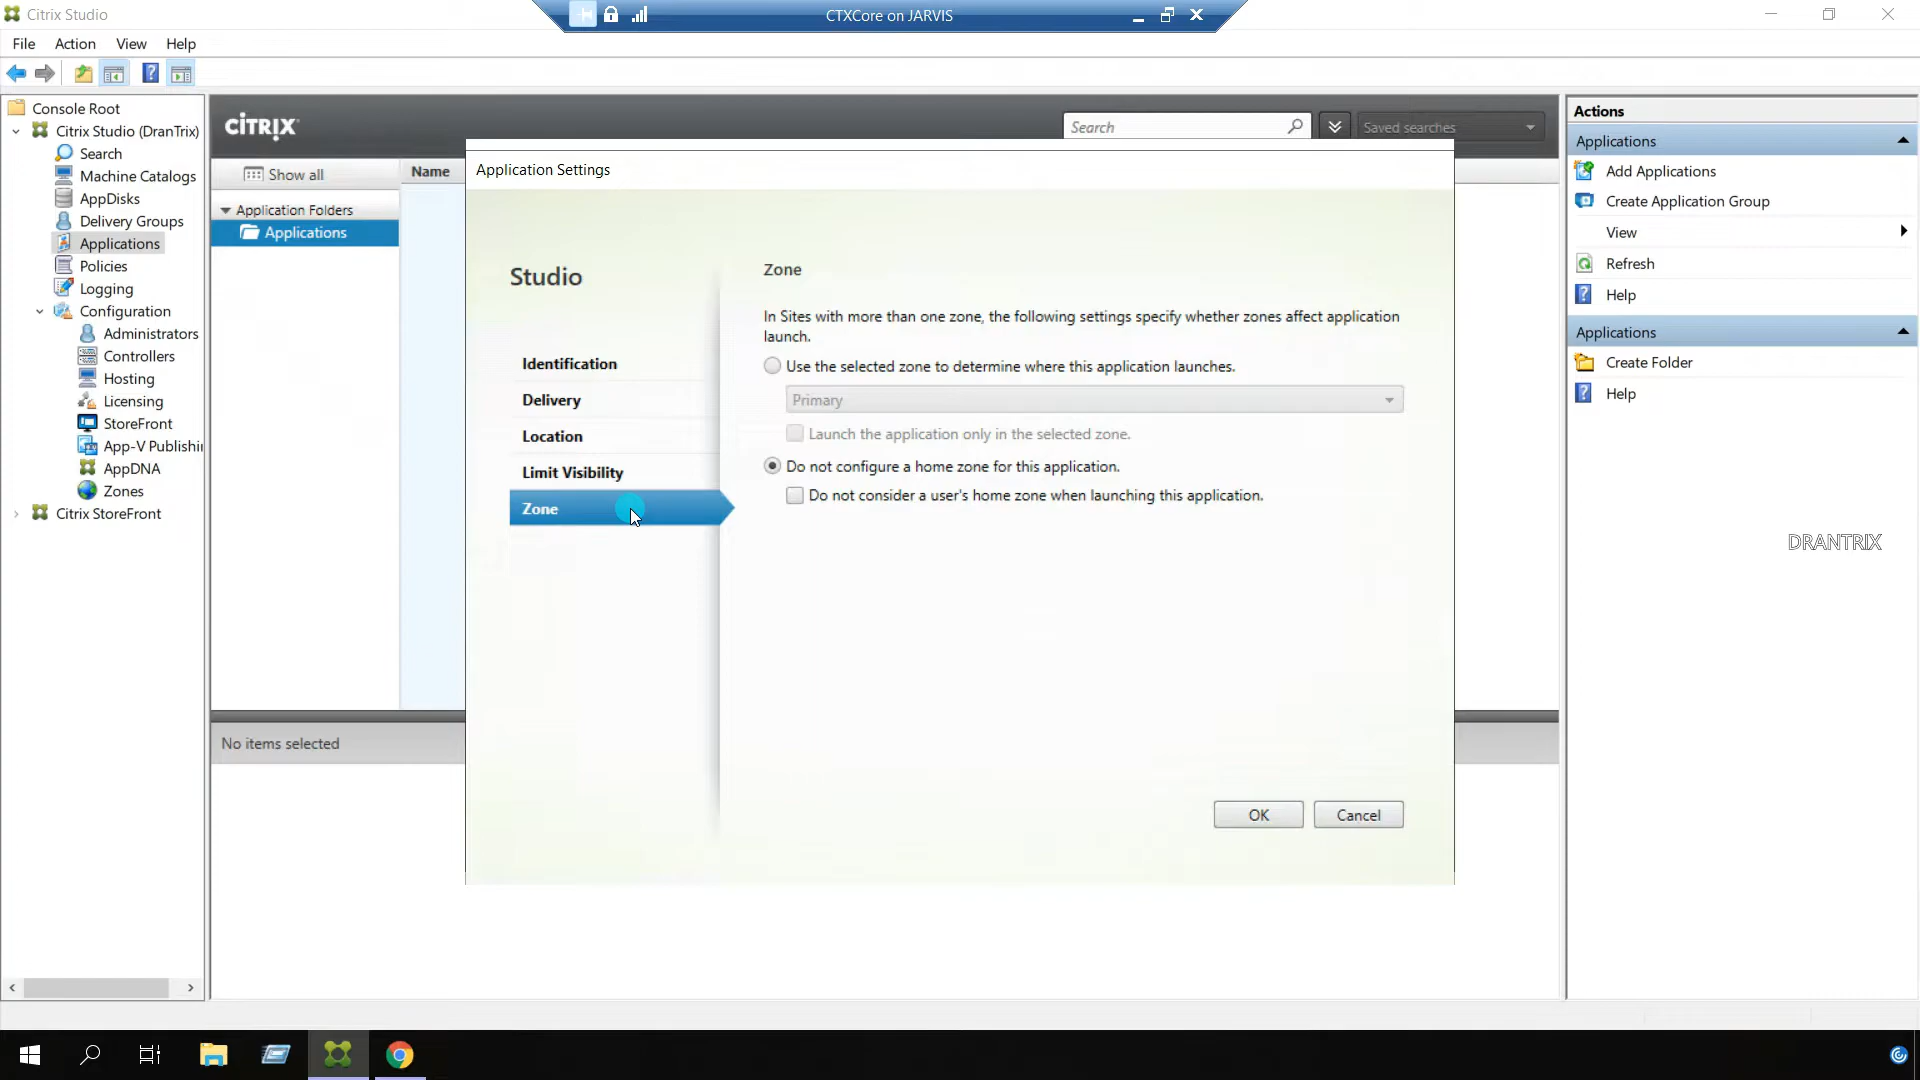 Citrix Studio
CTXCore on JARVIS
File Action View Help
Console Root
Citrix Studio (DranTrix)
Search
Machine Catalogs
AppDisks
Delivery Groups
Applications
Policies
Logging
Configuration
Administrators
Controllers
Hosting
Licensing
StoreFront
App-V Publishi
AppDNA
Zones
Citrix StoreFront
CITRIX
Search
Saved searches
Show all
Name
Application Folders
Applications
No items selected
Application Settings
Studio
Identification
Delivery
Location
Limit Visibility
Zone
Zone
In Sites with more than one zone, the following settings specify whether zones affect application
launch.
Use the selected zone to determine where this application launches.
Primary
Launch the application only in the selected zone.
Do not configure a home zone for this application.
Do not consider a user's home zone when launching this application.
OK Cancel
Actions
Applications
Add Applications
Create Application Group
View
Refresh
Help
Applications
Create Folder
Help
DRANTRIX